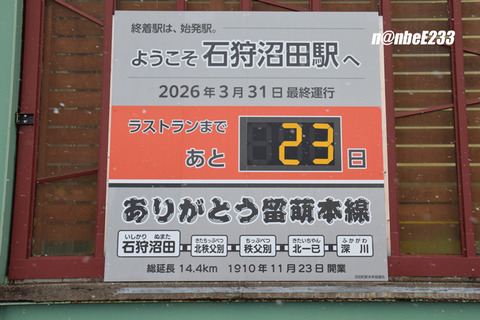 n@nbeE233
終着駅は、始発駅。
ようこそ 石狩沼田駅へ
2026年3月31日 最終運行
ラストランまで
あと 23 日
ありがとう留萌本線
いしかり ぬまた きたちっぷべつ ちっぷべつ きたいちやん ふかがわ
石狩沼田 北秩父別 秩父別 北一已 深川
総延長 14.4km 1910年11月23日開業